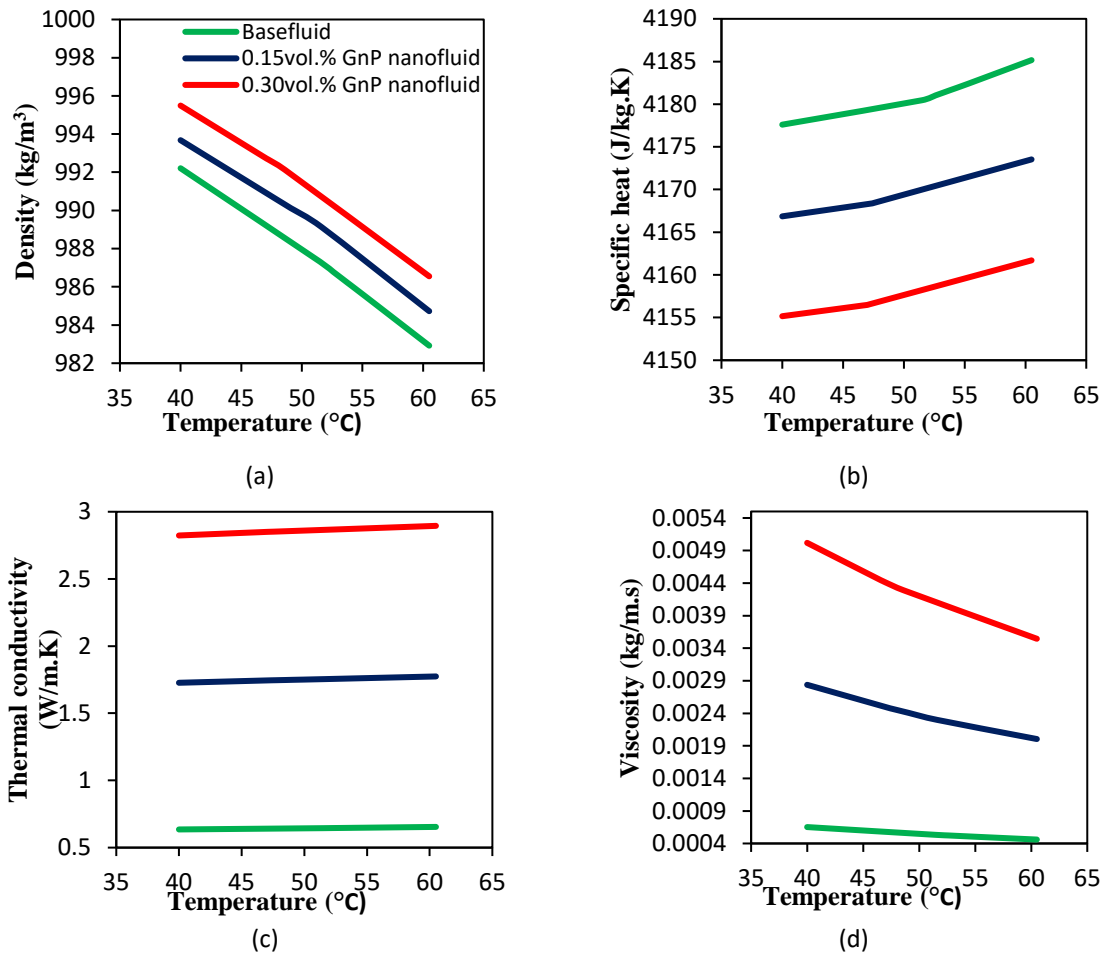 Density (kg/m³)
1000
998
996
994
992
990
988
986
984
982
Basefluid
0.15vol.% GnP nanofluid
0.30vol.% GnP nanofluid
35 40 45 50 55 60 65
Temperature (°C)
(a)
Specific heat (J/kg.K)
4190
4185
4180
4175
4170
4165
4160
4155
4150
35 40 45 50 55 60 65
Temperature (°C)
(b)
Thermal conductivity
(W/m.K)
3
2.5
2
1.5
1
0.5
35 40 45 50 55 60 65
Temperature (°C)
(c)
Viscosity (kg/m.s)
0.0054
0.0049
0.0044
0.0039
0.0034
0.0029
0.0024
0.0019
0.0014
0.0009
0.0004
35 40 45 50 55 60 65
Temperature (°C)
(d)